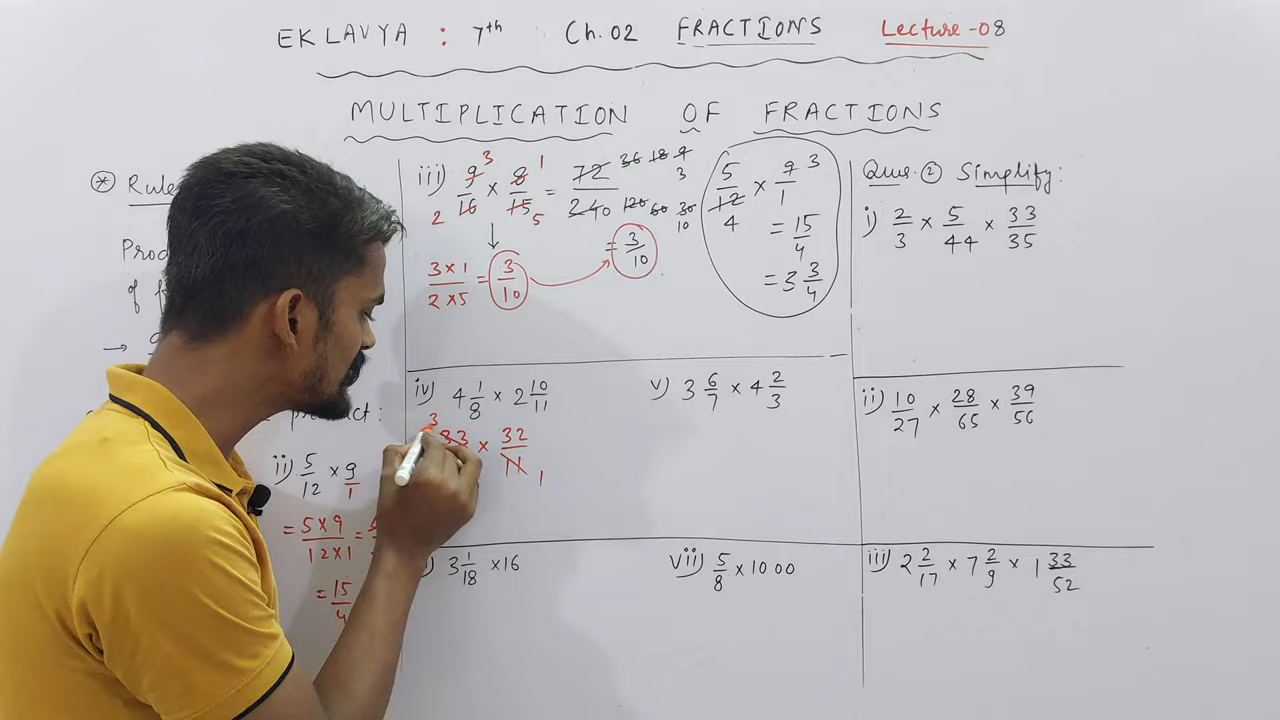 EKLAVYA : 7th Ch. 02 FRACTIONS Lecture -08
MULTIPLICATION OF FRACTIONS
* Rule
Prod
of f
→
product :
ii) 5/12 × 9/1
= 5×9/12×1 =
= 15/4
iii) 9/16 × 8/15 = 72/240 36 18 9 120 60 30
3 1 2 5
3 10
↓
3×1/2×5 = 3/10 → = 3/10
5/12 × 9/1 3
4
= 15/4
= 3 3/4
iv) 4 1/8 × 2 10/11
3
33 × 32/11 1
v) 3 6/7 × 4 2/3
) 3 1/18 ×16
vii) 5/8 × 1000
Ques. 2 Simplify:
i) 2/3 × 5/44 × 33/35
ii) 10/27 × 28/65 × 39/56
iii) 2 2/17 × 7 2/9 × 1 33/52